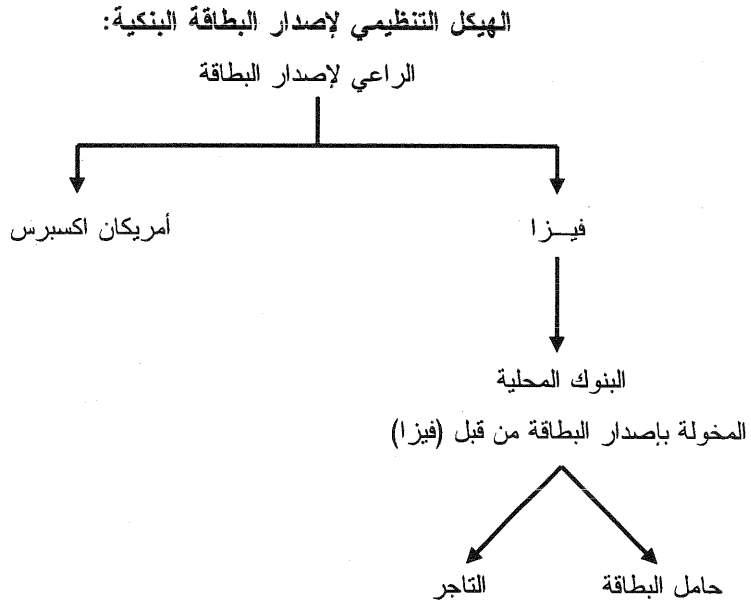 الهيكل التنظيمي لإصدار البطاقة البنكية:
الراعي لإصدار البطاقة
فيـــزا
أمريكان اكسبرس
البنوك المحلية
المخولة بإصدار البطاقة من قبل (فيزا)
حامل البطاقة
التاجر